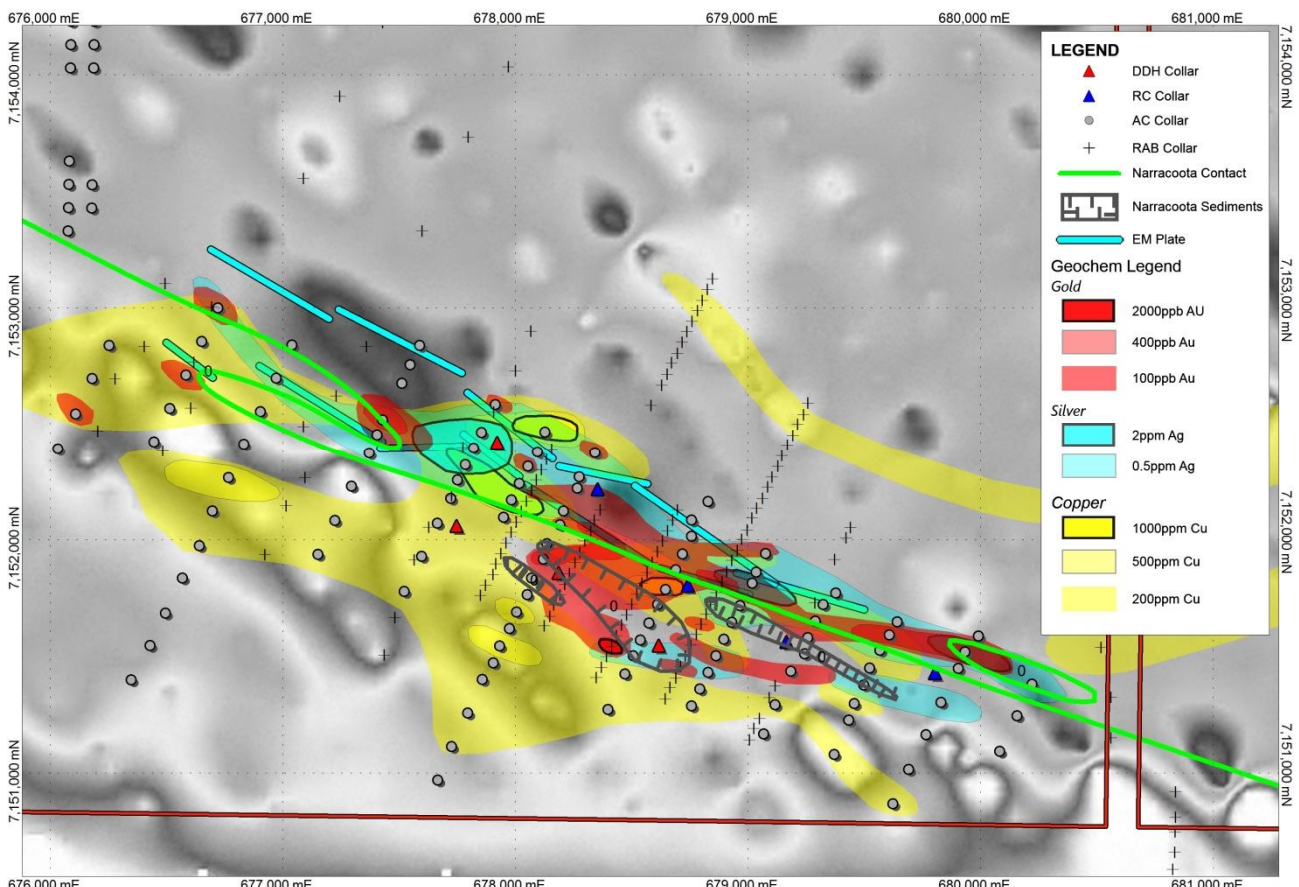 676,000 mE 677,000 mE 678,000 mE 679,000 mE 680,000 mE 681,000 mE
7,154,000 mN
7,153,000 mN
7,152,000 mN
7,151,000 mN
7,154,000 mN
7,153,000 mN
7,152,000 mN
7,151,000 mN
LEGEND
DDH Collar
RC Collar
AC Collar
RAB Collar
Narracoota Contact
Narracoota Sediments
EM Plate
Geochem Legend
Gold
2000ppb AU
400ppb Au
100ppb Au
Silver
2ppm Ag
0.5ppm Ag
Copper
1000ppm Cu
500ppm Cu
200ppm Cu
0
0
0
0
676,000 mE 677,000 mE 678,000 mE 679,000 mE 680,000 mE 681,000 mE